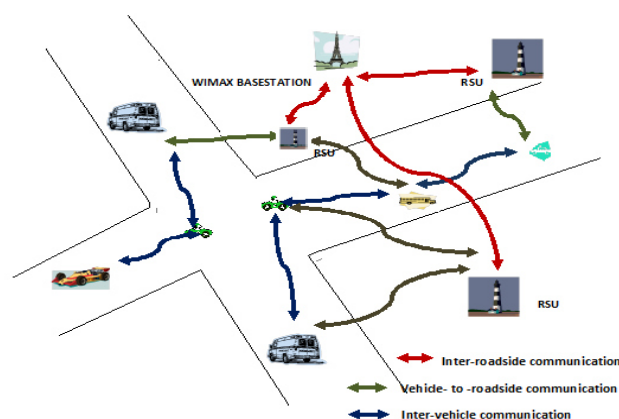 WIMAX BASESTATION
RSU
RSU
RSU
Inter-roadside communication
Vehide- to -roadside communication
Inter-vehicle communication